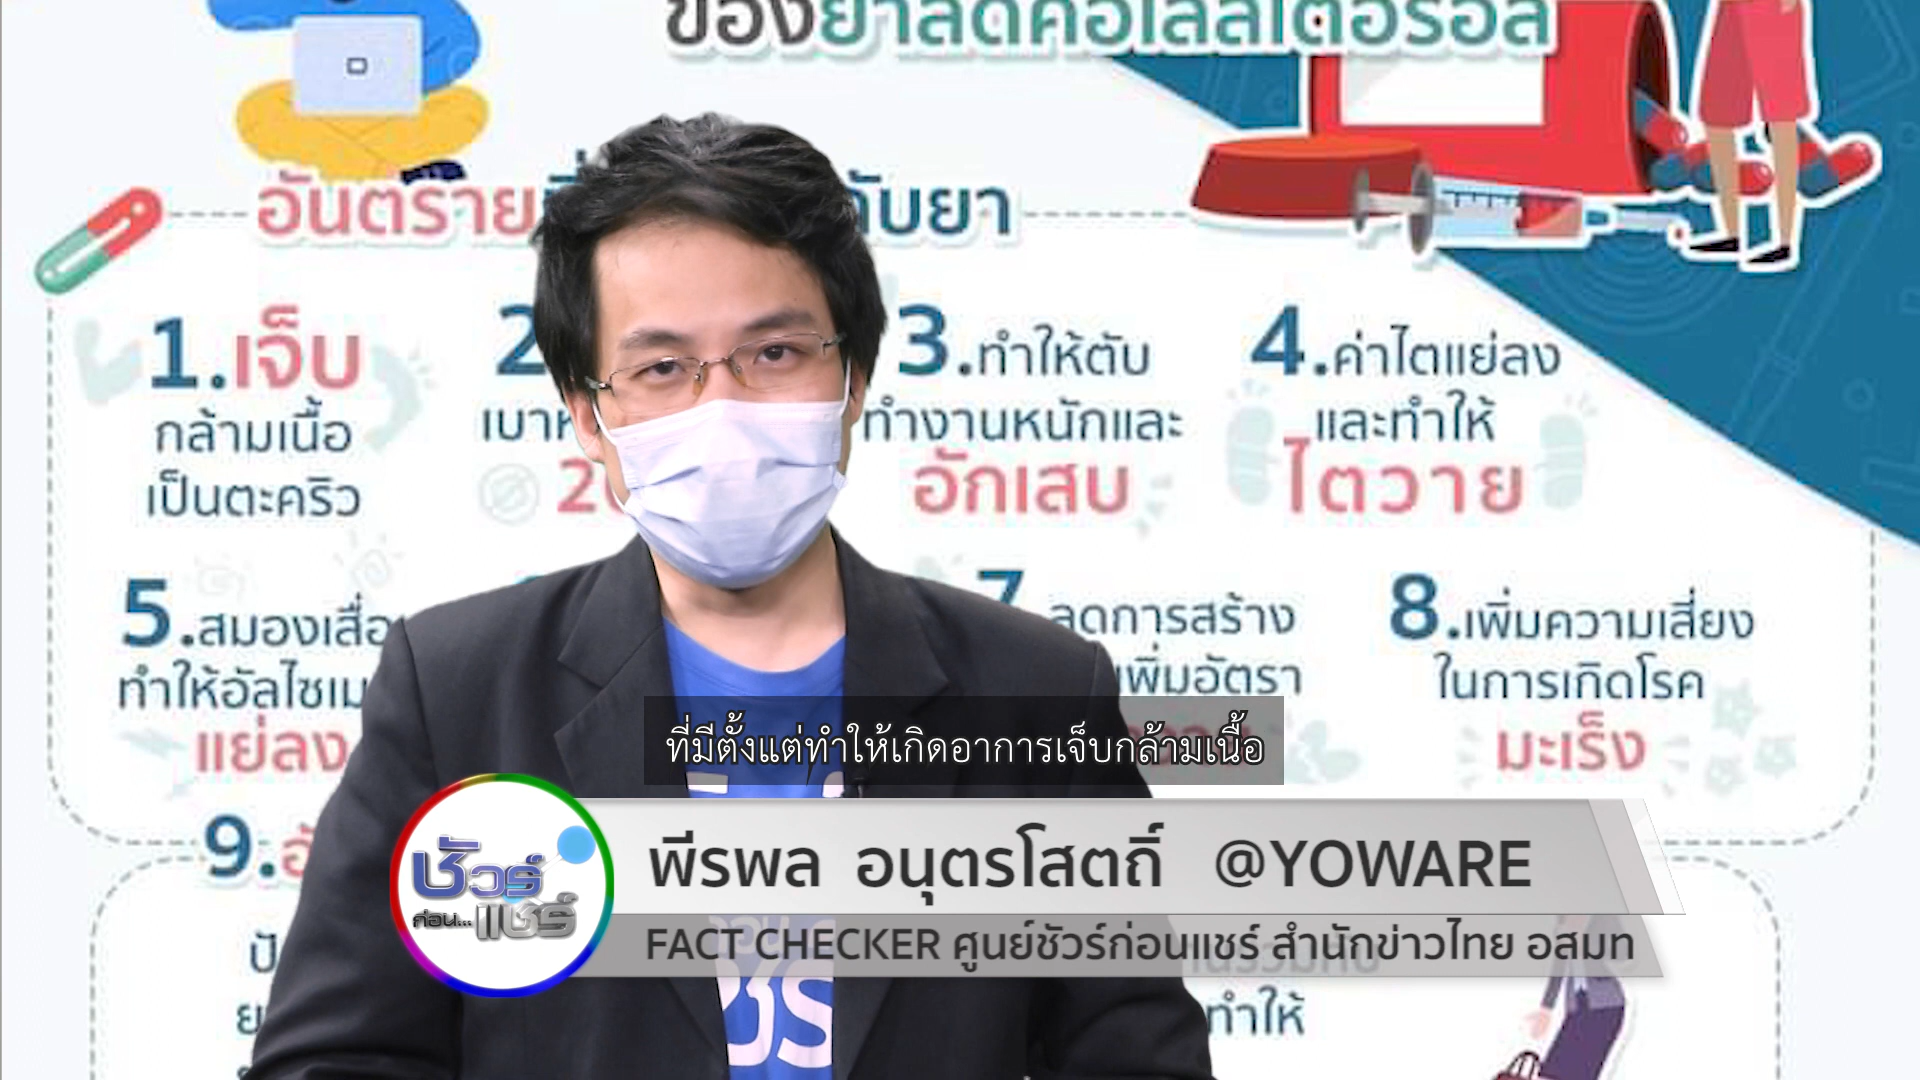 ของยาลดคอเลสเตอรอล
อันตราย
กับยา
1.เจ็บ
กล้ามเนื้อ
เป็นตะคริว
3.ทำให้ตับ
ทำงานหนักและ
อักเสบ
4.ค่าไตแย่ลง
และทำให้
ไตวาย
5.สมองเสื่อ
ทำให้อัลไซเม
แย่ลง
7
ลดการสร้าง
เพิ่มอัตรา
8.เพิ่มความเสี่ยง
ในการเกิดโรค
มะเร็ง
ที่มีตั้งแต่ทำให้เกิดอาการเจ็บกล้ามเนื้อ
9.
ชัวร์
ก่อน...แชร์
พีรพล อนุตรโสตถิ์ @YOWARE
FACT CHECKER ศูนย์ชัวร์ก่อนแชร์ สำนักข่าวไทย อสมท
ทำให้